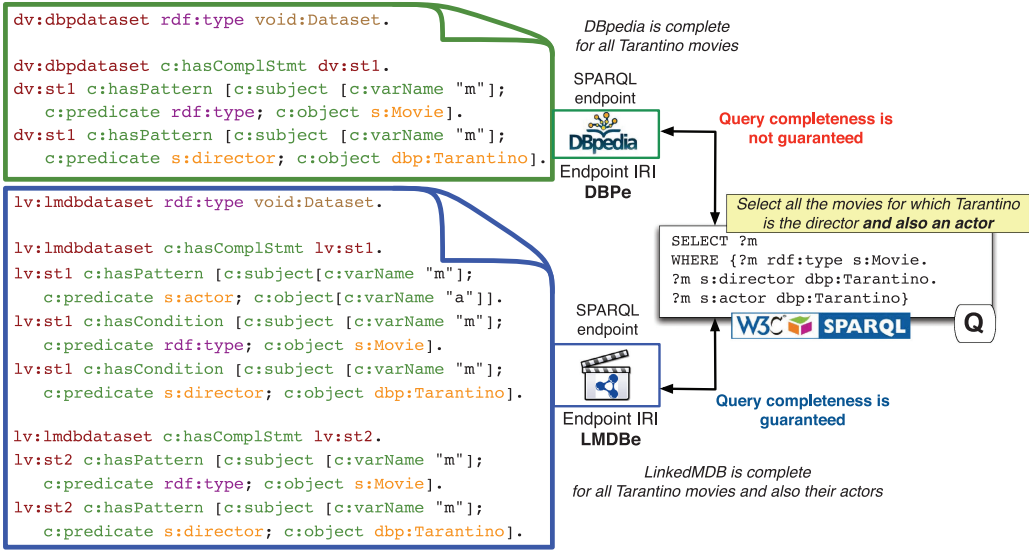 dv:dbpdataset rdf:type void:Dataset.
dv:dbpdataset c:hasComplStmt dv:st1.
dv:st1 c:hasPattern [c:subject [c:varName "m"];
c:predicate rdf:type; c:object s:Movie].
dv:st1 c:hasPattern [c:subject [c:varName "m"];
c:predicate s:director; c:object dbp:Tarantino].
DBpedia is complete
for all Tarantino movies
SPARQL
endpoint
DBpedia
Endpoint IRI
DBPe
Query completeness is
not guaranteed
lv:lmdbdataset rdf:type void:Dataset.
lv:lmdbdataset c:hasComplStmt lv:st1.
lv:st1 c:hasPattern [c:subject[c:varName "m"];
c:predicate s:actor; c:object[c:varName "a"]].
lv:st1 c:hasCondition [c:subject [c:varName "m"];
c:predicate rdf:type; c:object s:Movie].
lv:st1 c:hasCondition [c:subject [c:varName "m"];
c:predicate s:director; c:object dbp:Tarantino].
lv:lmdbdataset c:hasComplStmt lv:st2.
lv:st2 c:hasPattern [c:subject [c:varName "m"];
c:predicate rdf:type; c:object s:Movie].
lv:st2 c:hasPattern [c:subject [c:varName "m"];
c:predicate s:director; c:object dbp:Tarantino].
Select all the movies for which Tarantino
is the director and also an actor
SELECT ?m
WHERE {?m rdf:type s:Movie.
?m s:director dbp:Tarantino.
?m s:actor dbp:Tarantino}
W3C SPARQL
Q
SPARQL
endpoint
Endpoint IRI
LMDBe
Query completeness is
guaranteed
LinkedMDB is complete
for all Tarantino movies and also their actors